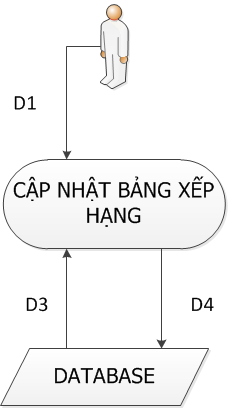 D1
CẬP NHẬT BẢNG XẾP
HẠNG
D3
D4
DATABASE